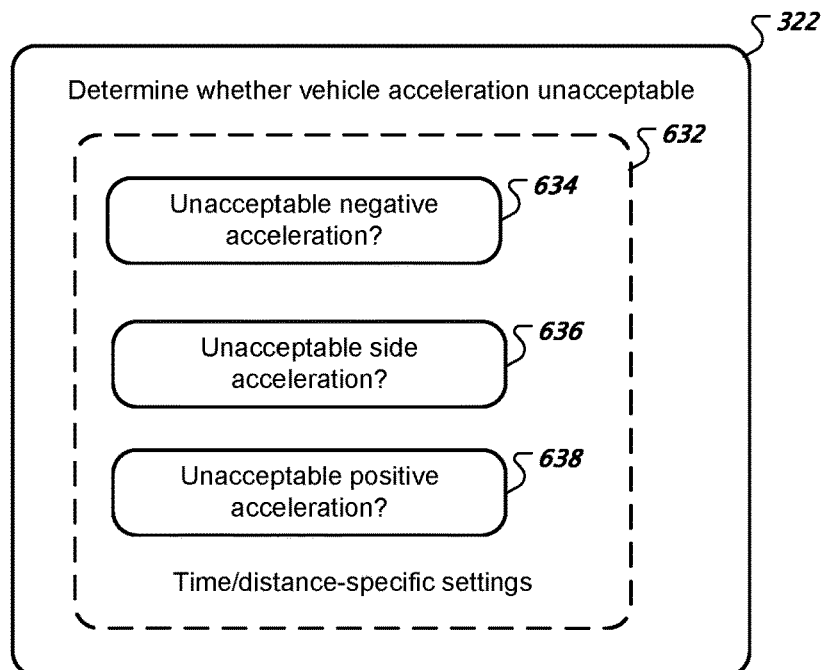 322
Determine whether vehicle acceleration unacceptable
632
634
Unacceptable negative
acceleration?
636
Unacceptable side
acceleration?
638
Unacceptable positive
acceleration?
Time/distance-specific settings